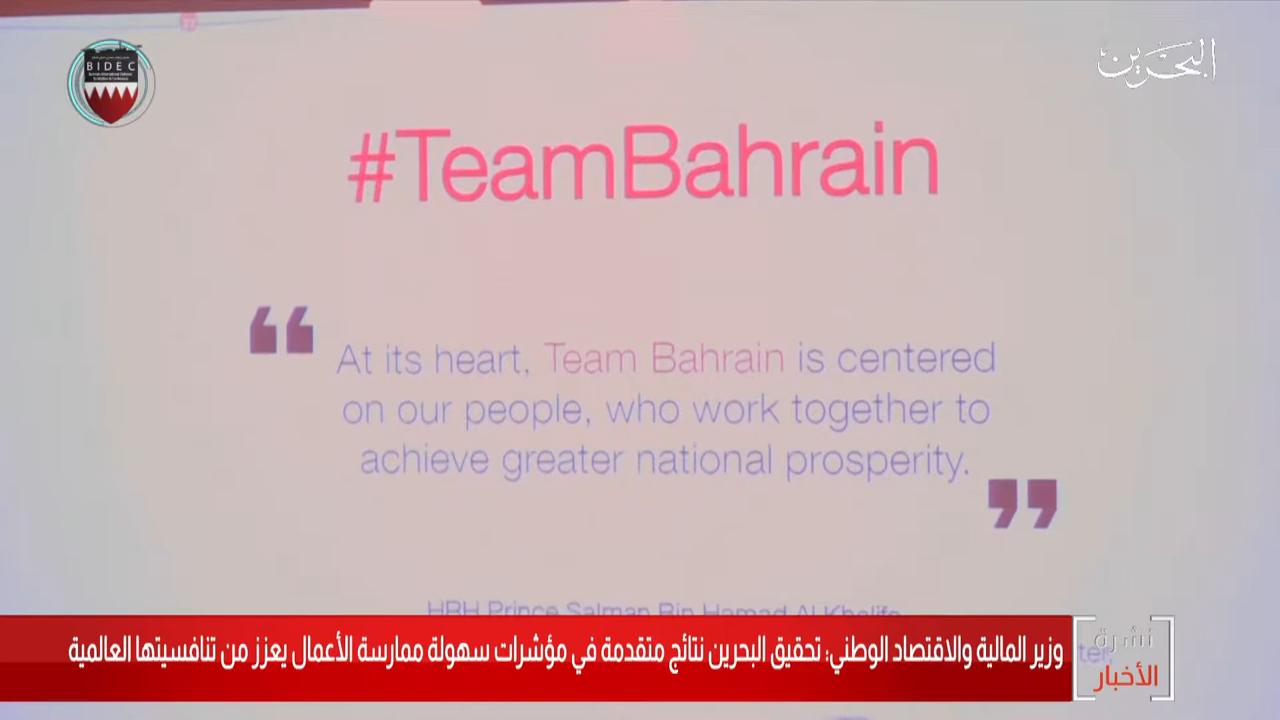 BIDEC
البحرين
#TeamBahrain
“ At its heart, Team Bahrain is centered
on our people, who work together to
achieve greater national prosperity. ”
HRH Prince Salman Bin Hamad Al Khalifa
وزير المالية والاقتصاد الوطني: تحقيق البحرين نتائج متقدمة في مؤشرات سهولة ممارسة الأعمال يعزز من تنافسيتها العالمية
نشرة
الأخبار